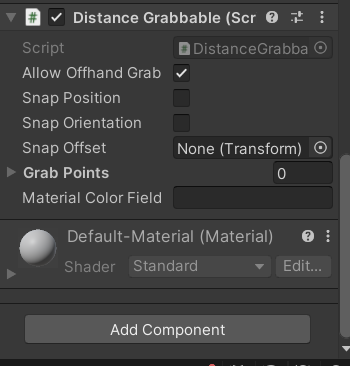 Distance Grabbable (Scr
Script
DistanceGrabba
Allow Offhand Grab
Snap Position
Snap Orientation
Snap Offset
None (Transform)
Grab Points
0
Material Color Field
Default-Material (Material)
Shader
Standard
Edit...
Add Component